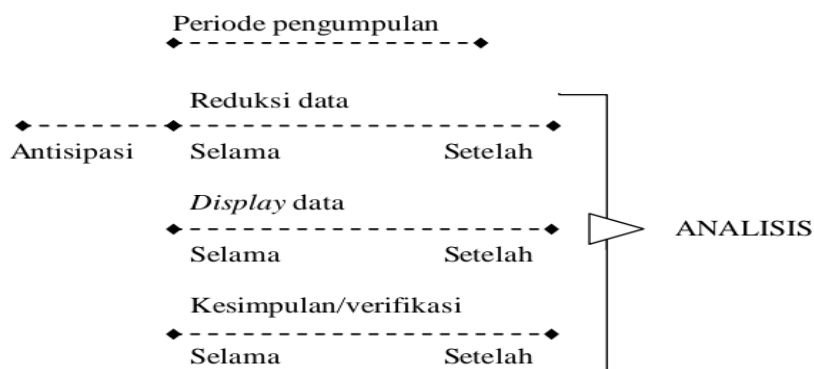 Periode pengumpulan
Reduksi data
Antisipasi Selama Setelah
Display data
Selama Setelah
ANALISIS
Kesimpulan/verifikasi
Selama Setelah